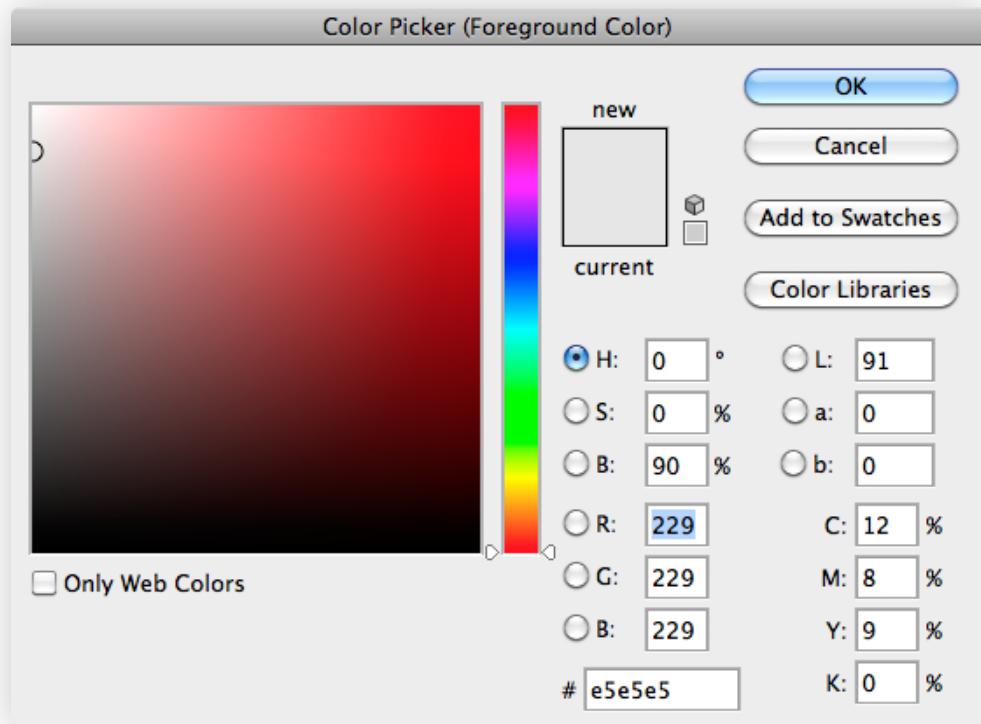 Color Picker (Foreground Color)
new
current
OK
Cancel
Add to Swatches
Color Libraries
H: 0 °
S: 0 %
B: 90 %
R: 229
G: 229
B: 229
# e5e5e5
L: 91
a: 0
b: 0
C: 12 %
M: 8 %
Y: 9 %
K: 0 %
Only Web Colors